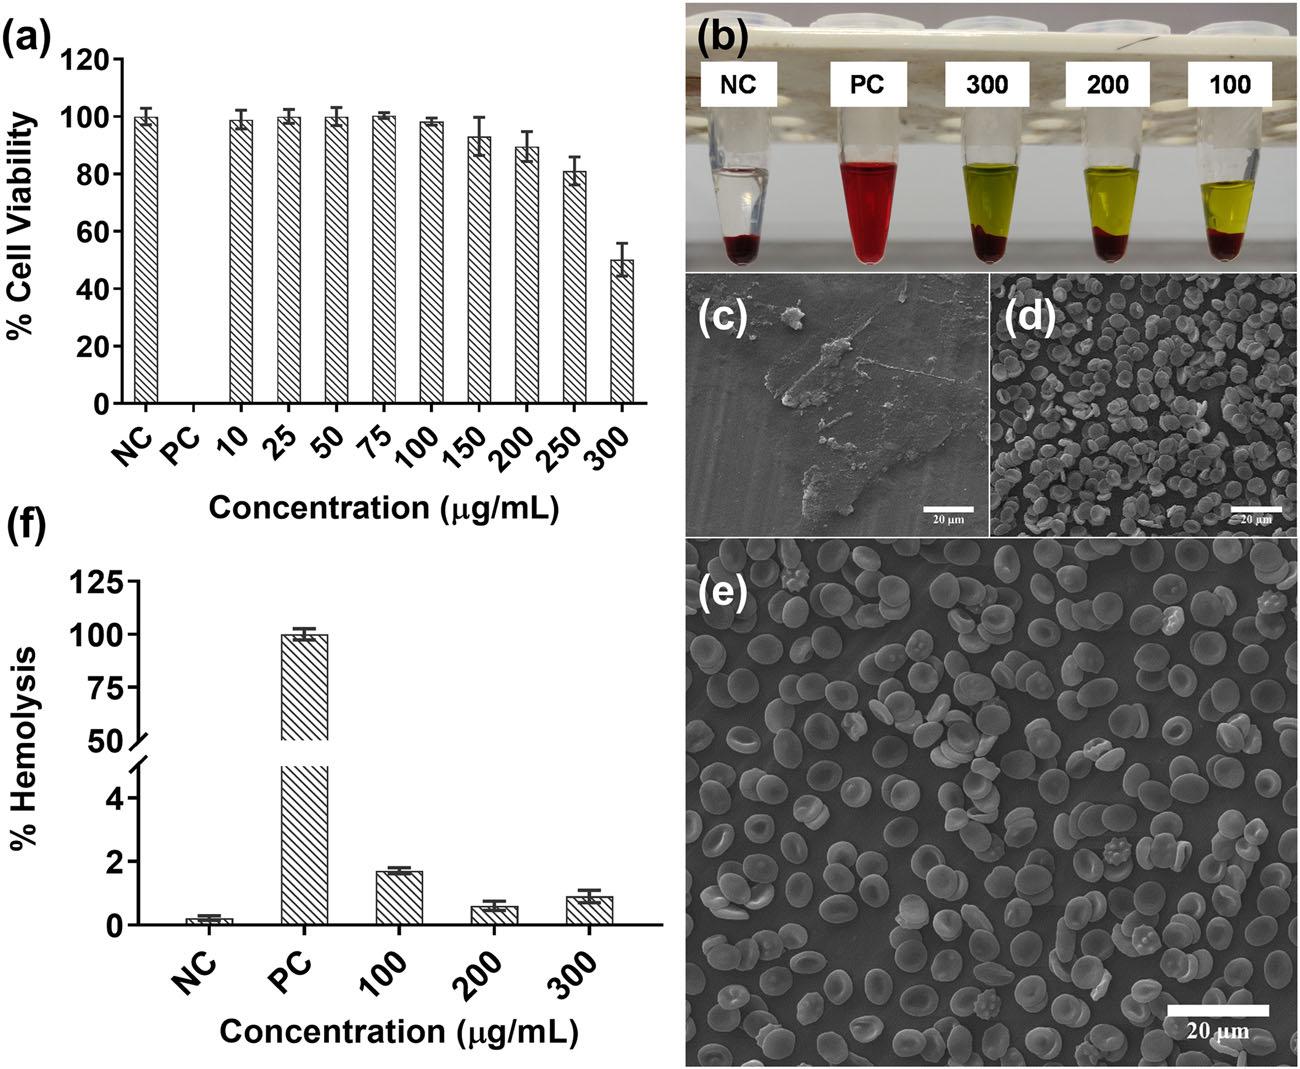 (a)
120
100
80
60
40
20
0
% Cell Viability
NC PC 10 25 50 75 100 150 200 250 300
Concentration (µg/mL)
(b)
NC PC 300 200 100
(c)
20 µm
(d)
20 µm
(e)
20 µm
(f)
125
100
75
50
4
2
0
% Hemolysis
NC PC 100 200 300
Concentration (µg/mL)